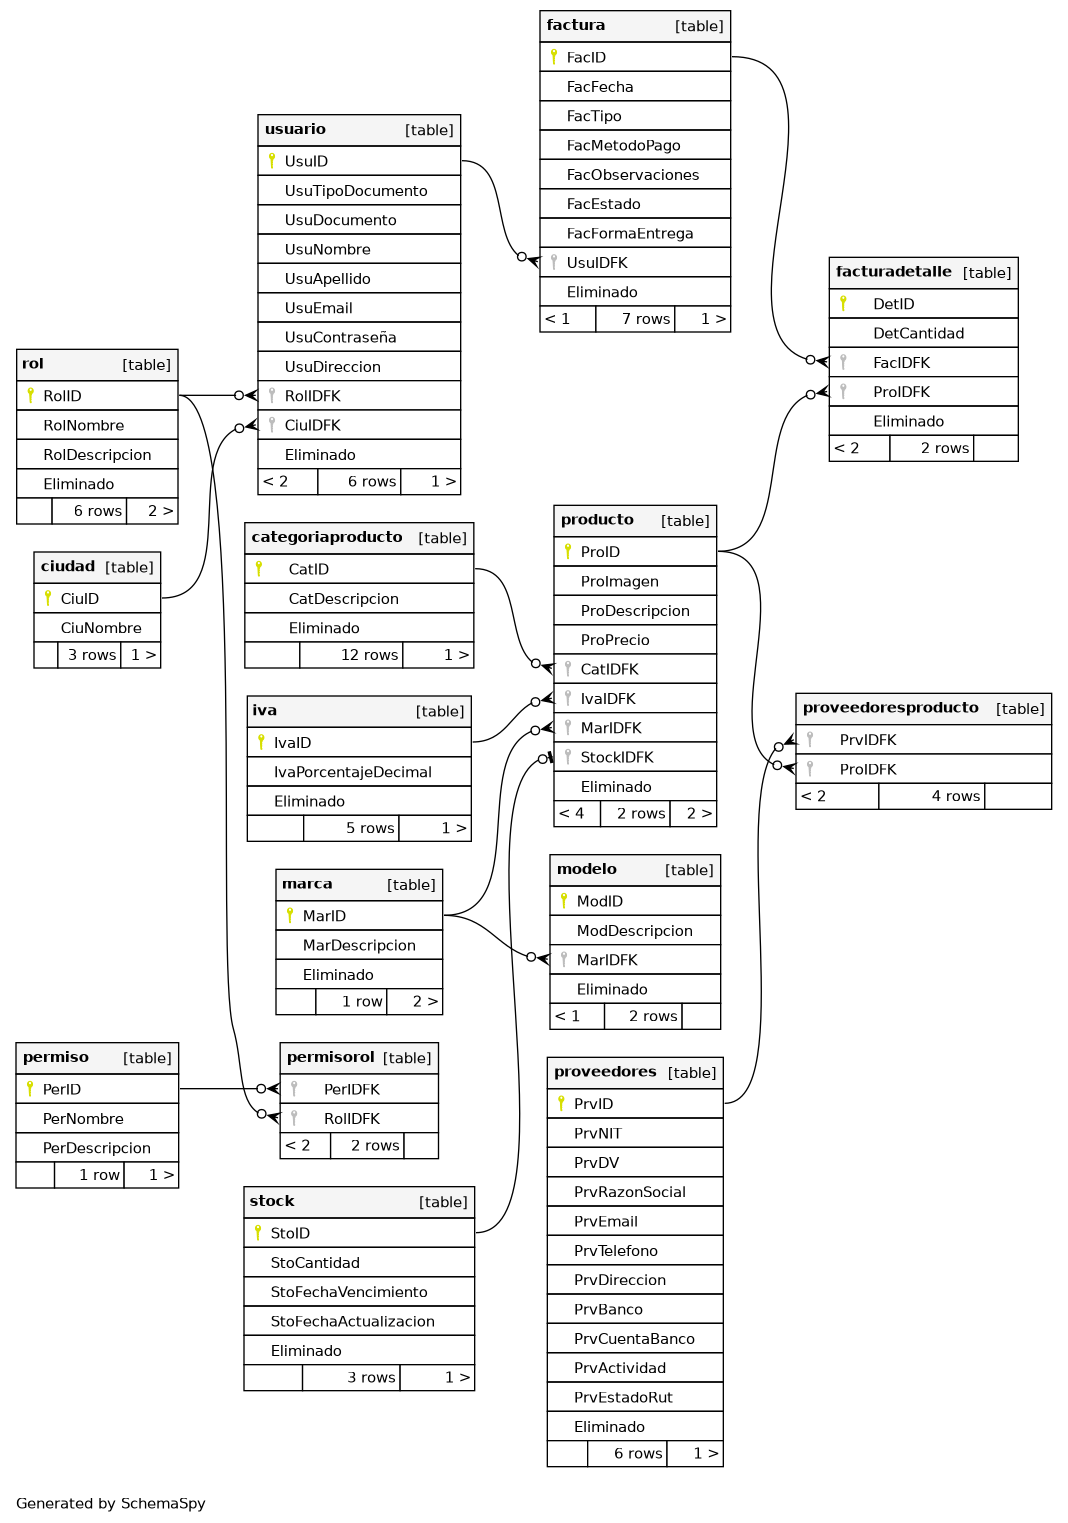 factura [table]
FacID
FacFecha
FacTipo
FacMetodoPago
FacObservaciones
FacEstado
FacFormaEntrega
UsuIDFK
Eliminado
< 1 7 rows 1 >
usuario [table]
UsuID
UsuTipoDocumento
UsuDocumento
UsuNombre
UsuApellido
UsuEmail
UsuContraseña
UsuDireccion
RolIDFK
CiuIDFK
Eliminado
< 2 6 rows 1 >
facturadetalle [table]
DetID
DetCantidad
FacIDFK
ProIDFK
Eliminado
< 2 2 rows
rol [table]
RolID
RolNombre
RolDescripcion
Eliminado
6 rows 2 >
ciudad [table]
CiuID
CiuNombre
3 rows 1 >
categoriaproducto [table]
CatID
CatDescripcion
Eliminado
12 rows 1 >
producto [table]
ProID
ProImagen
ProDescripcion
ProPrecio
CatIDFK
IvaIDFK
MarIDFK
StockIDFK
Eliminado
< 4 2 rows 2 >
iva [table]
IvaID
IvaPorcentajeDecimal
Eliminado
5 rows 1 >
proveedoresproducto [table]
PrvIDFK
ProIDFK
< 2 4 rows
marca [table]
MarID
MarDescripcion
Eliminado
1 row 2 >
modelo [table]
ModID
ModDescripcion
MarIDFK
Eliminado
< 1 2 rows
permiso [table]
PerID
PerNombre
PerDescripcion
1 row 1 >
permisorol [table]
PerIDFK
RolIDFK
< 2 2 rows
proveedores [table]
PrvID
PrvNIT
PrvDV
PrvRazonSocial
PrvEmail
PrvTelefono
PrvDireccion
PrvBanco
PrvCuentaBanco
PrvActividad
PrvEstadoRut
Eliminado
6 rows 1 >
stock [table]
StoID
StoCantidad
StoFechaVencimiento
StoFechaActualizacion
Eliminado
3 rows 1 >
Generated by SchemaSpy